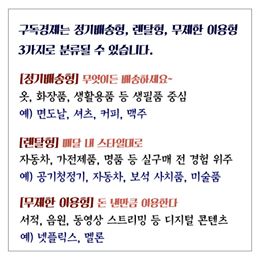 구독경제는 정기배송형, 렌탈형, 무제한 이용형
3가지로 분류될 수 있습니다.
[정기배송형] 무엇이든 배송하세요~
옷, 화장품, 생활용품 등 생필품 중심
예) 면도날, 셔츠, 커피, 맥주
[렌탈형] 매달 내 스타일대로
자동차, 가전제품, 명품 등 실구매 전 경험 위주
예) 공기청정기, 자동차, 보석 사치품, 미술품
[무제한 이용형] 돈 낸만큼 이용한다
서적, 음원, 동영상 스트리밍 등 디지털 콘텐츠
예) 넷플릭스, 멜론